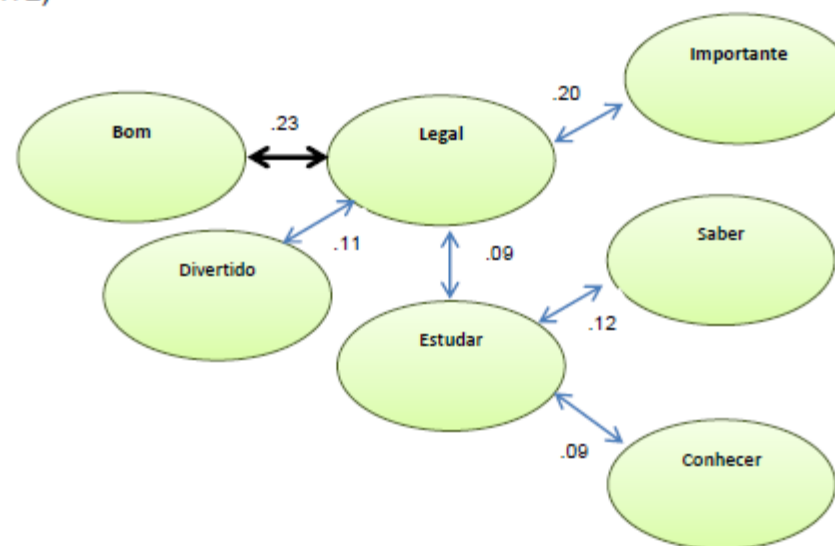 Importante
.20
Bom
.23
Legal
Saber
Divertido
.11
.09
.12
Estudar
.09
Conhecer